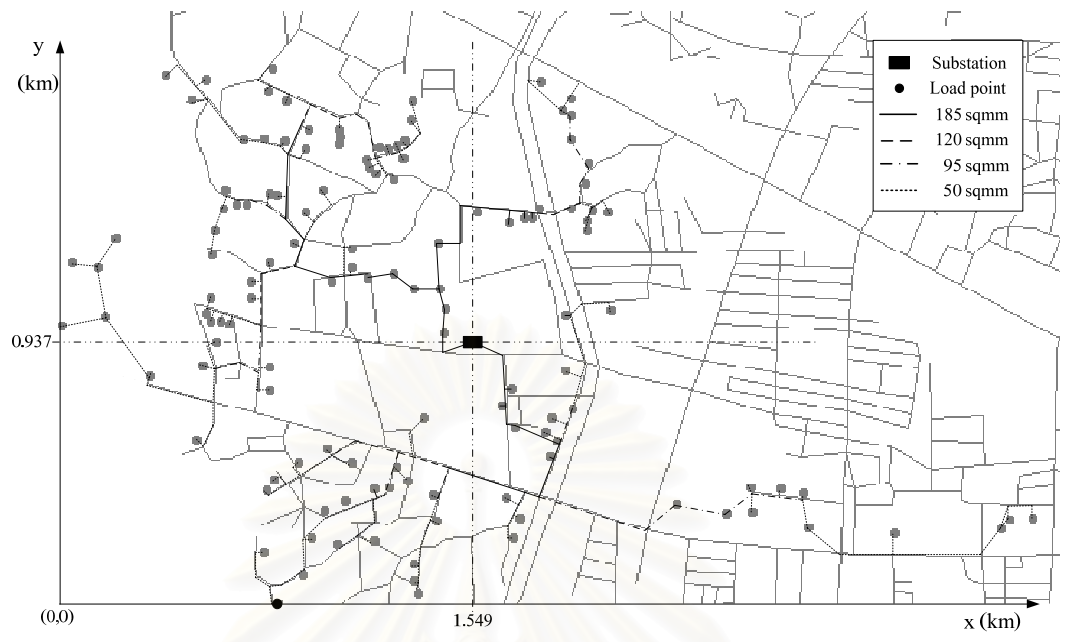 y
(km)
Substation
Load point
185 sqmm
120 sqmm
95 sqmm
50 sqmm
0.937
(0,0)
1.549
x (km)